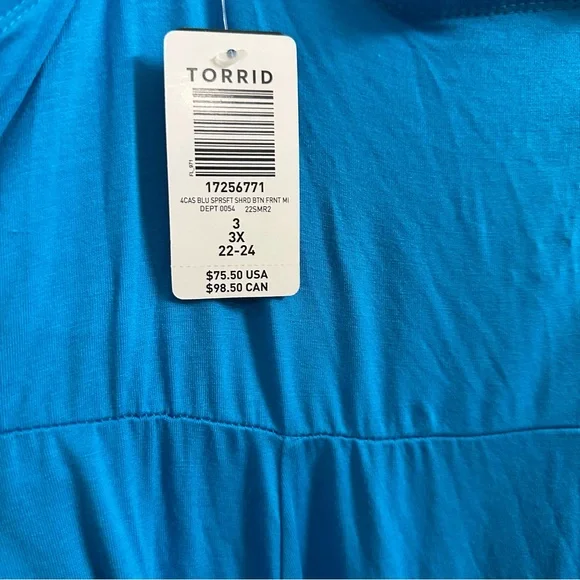 TORRID
FL_971
17256771
4CAS BLU SPRSFT SHRD BTN FRNT MI
DEPT 0054 22SMR2
3
3X
22-24
$75.50 USA
$98.50 CAN